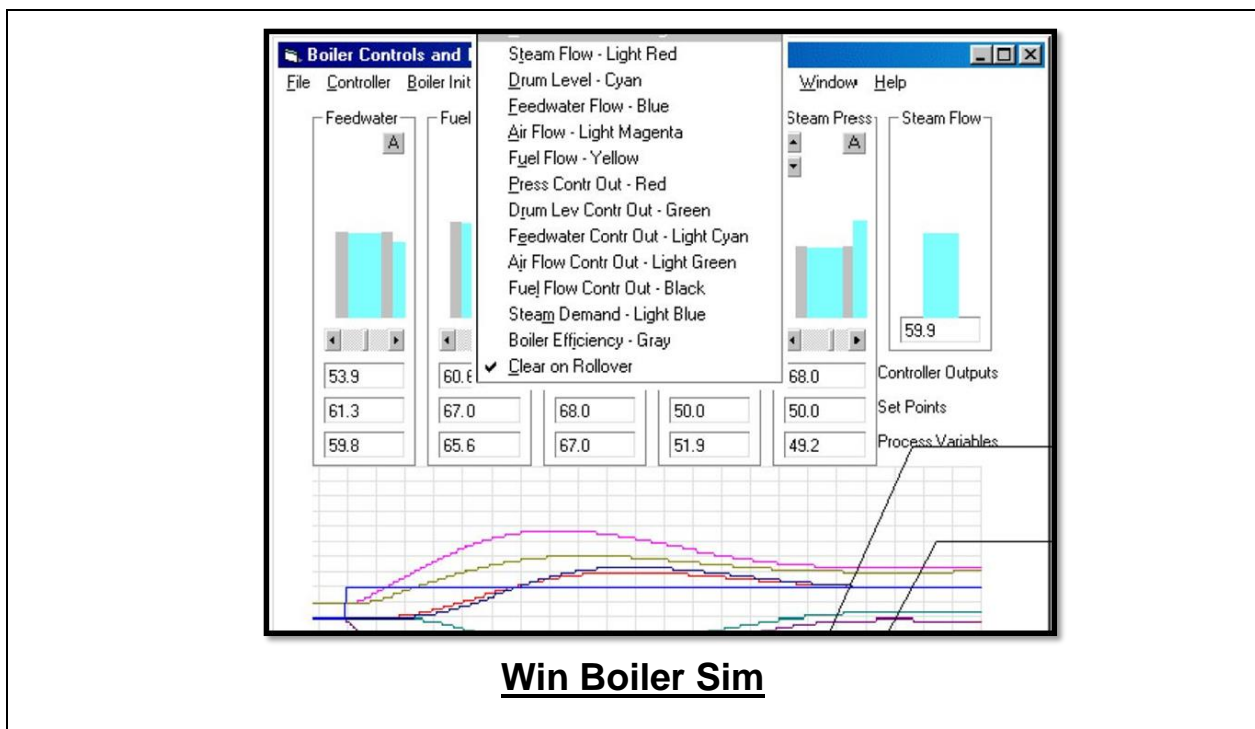 Boiler Controls and
File Controller Boiler Init Window Help
Steam Flow - Light Red
Drum Level - Cyan
Feedwater Flow - Blue
Air Flow - Light Magenta
Fuel Flow - Yellow
Press Contr Out - Red
Drum Lev Contr Out - Green
Feedwater Contr Out - Light Cyan
Air Flow Contr Out - Light Green
Fuel Flow Contr Out - Black
Steam Demand - Light Blue
Boiler Efficiency - Gray
✓ Clear on Rollover
Feedwater Fuel Steam Press Steam Flow
A A
59.9
53.9 60.6 68.0 Controller Outputs
61.3 67.0 68.0 50.0 50.0 Set Points
59.8 65.6 67.0 51.9 49.2 Process Variables
Win Boiler Sim